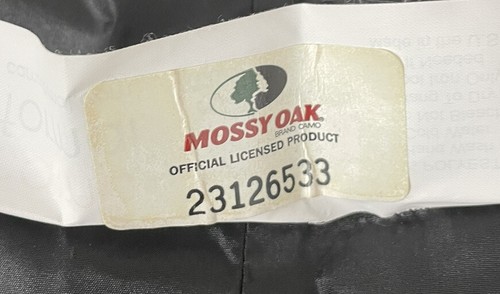 MOSSY OAK®
BRAND CAMO
OFFICIAL LICENSED PRODUCT
23126533